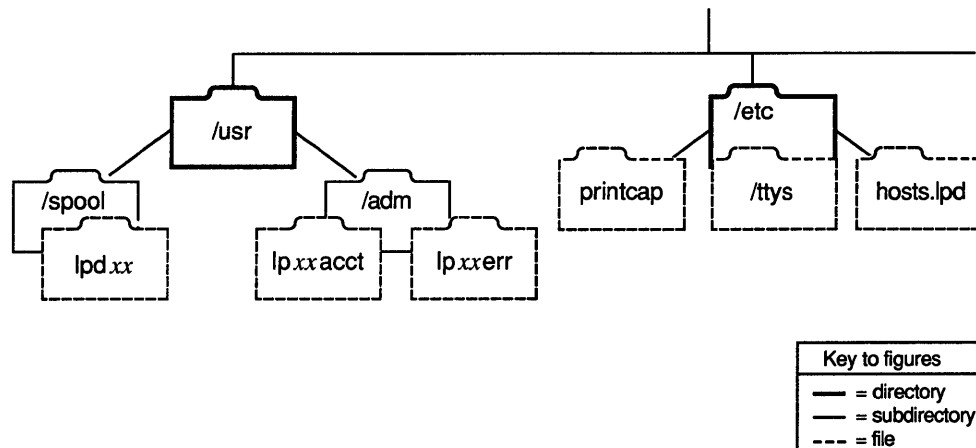 /usr
/etc
/spool
/adm
printcap
/ttys
hosts.lpd
lpdxx
lpxxacct
lpxxerr
Key to figures
= directory
= subdirectory
= file